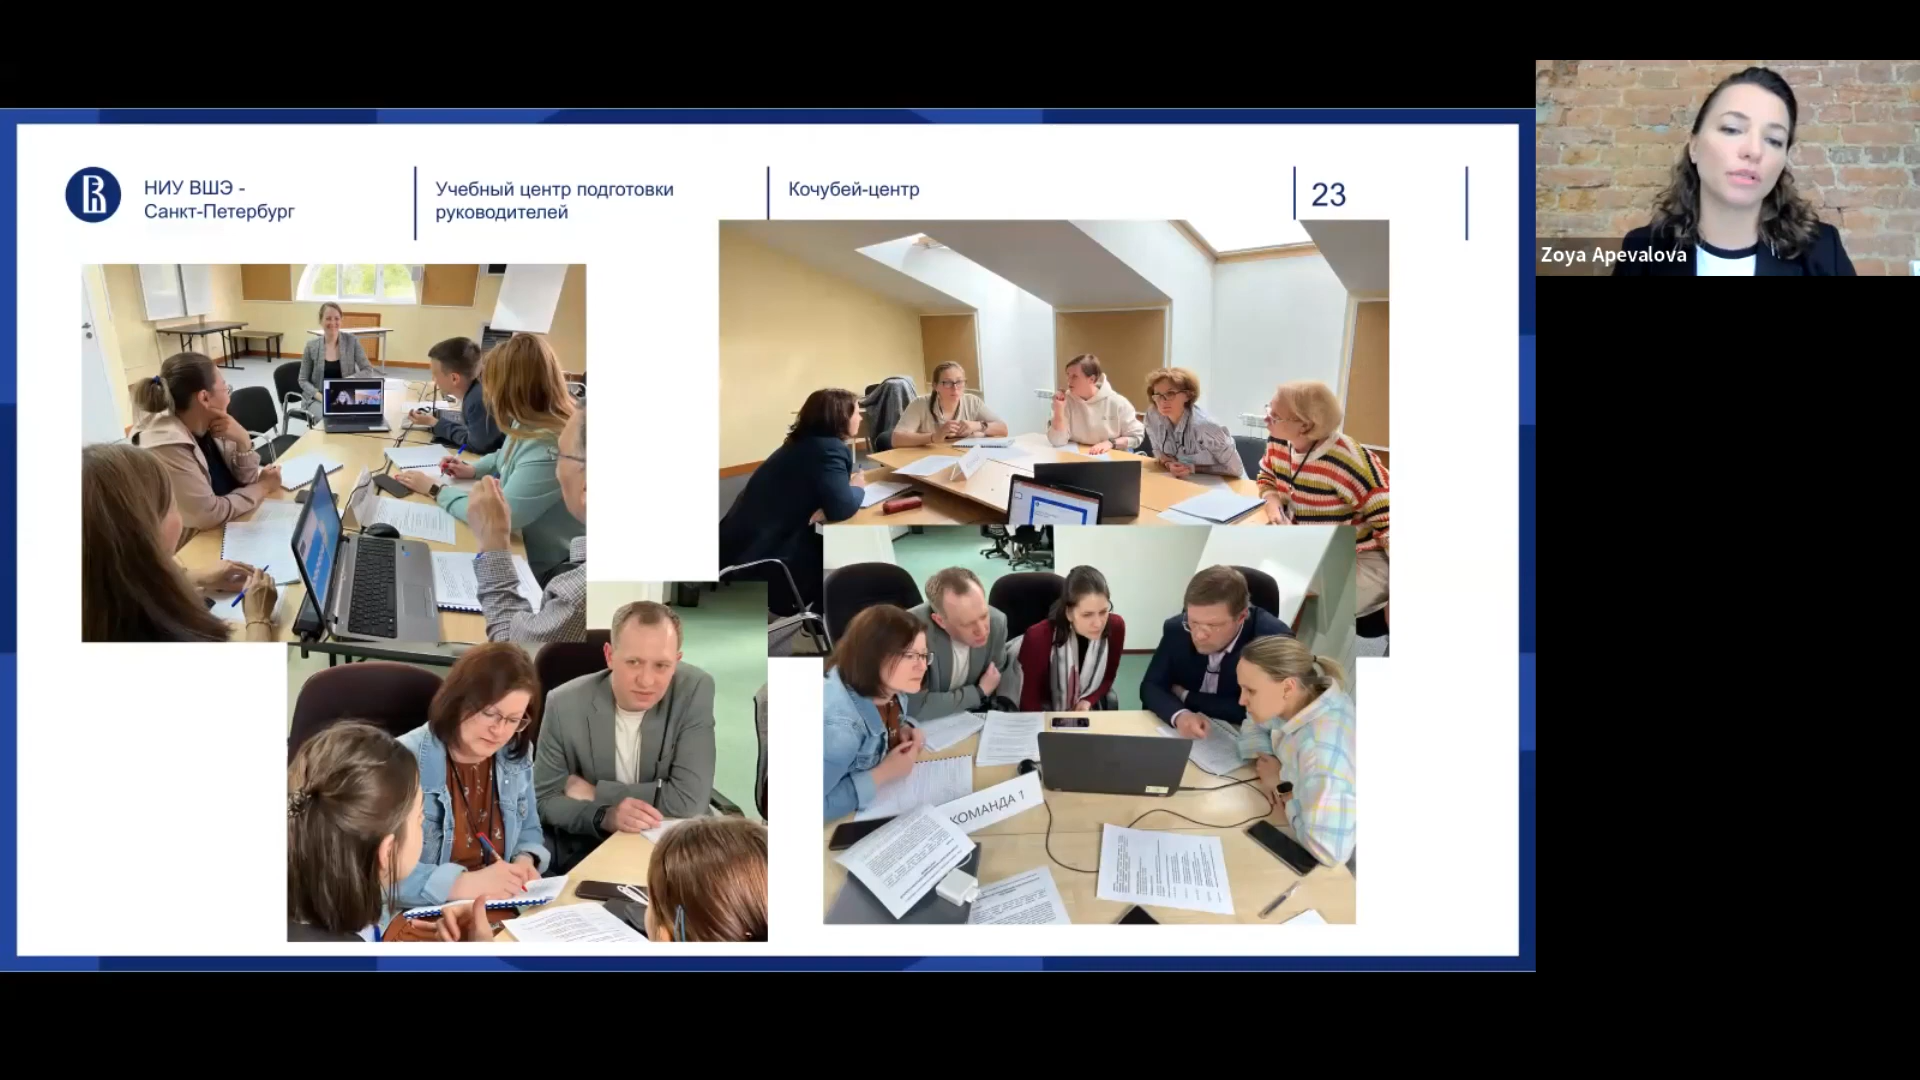 НИУ ВШЭ -
Санкт-Петербург
Учебный центр подготовки
руководителей
Кочубей-центр
23
Zoya Apevalova
КОМАНДА 1